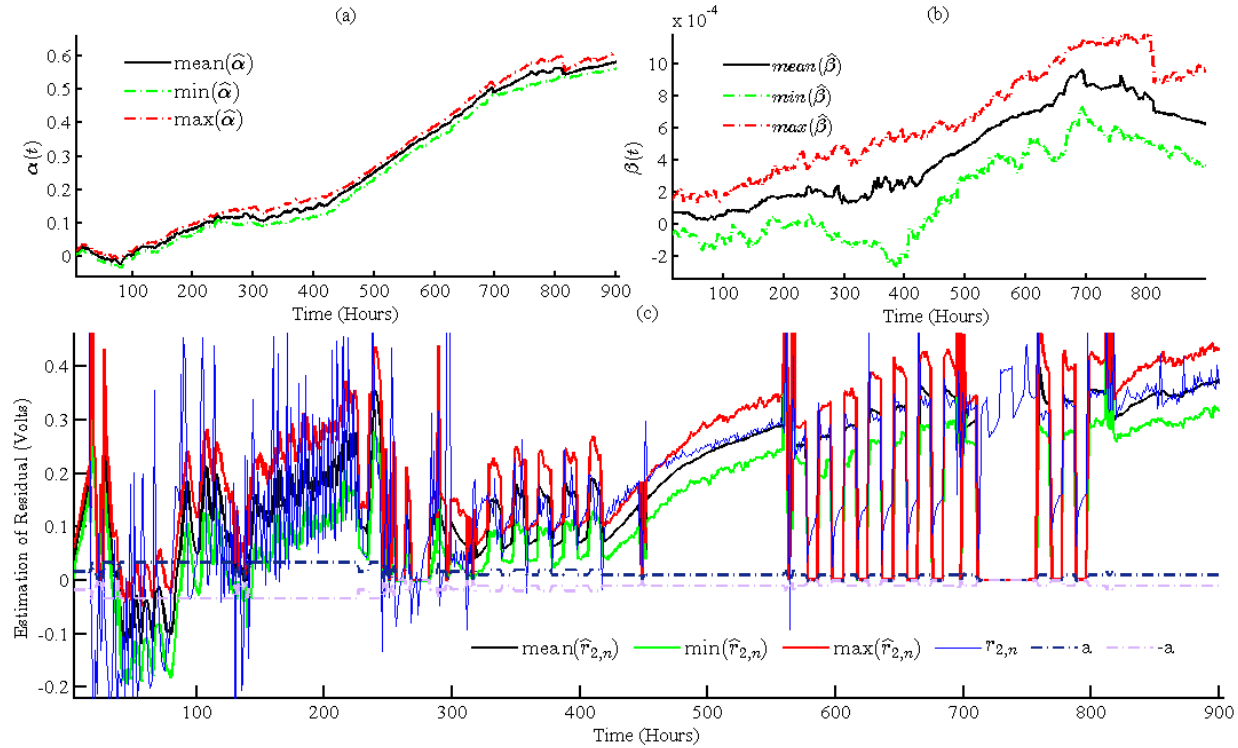 (a)
0.6
0.5
0.4
0.3
0.2
0.1
0
α(t)
mean(α̂)
min(α̂)
max(α̂)
100 200 300 400 500 600 700 800 900
Time (Hours)
(b)
x 10⁻⁴
10
8
6
4
2
0
-2
β(t)
mean(β̂)
min(β̂)
max(β̂)
100 200 300 400 500 600 700 800
Time (Hours)
(c)
0.4
0.3
0.2
0.1
0
-0.1
-0.2
Estimation of Residual (Volts)
mean(r̂₂,ₙ) min(r̂₂,ₙ) max(r̂₂,ₙ) r₂,ₙ a -a
100 200 300 400 500 600 700 800 900
Time (Hours)